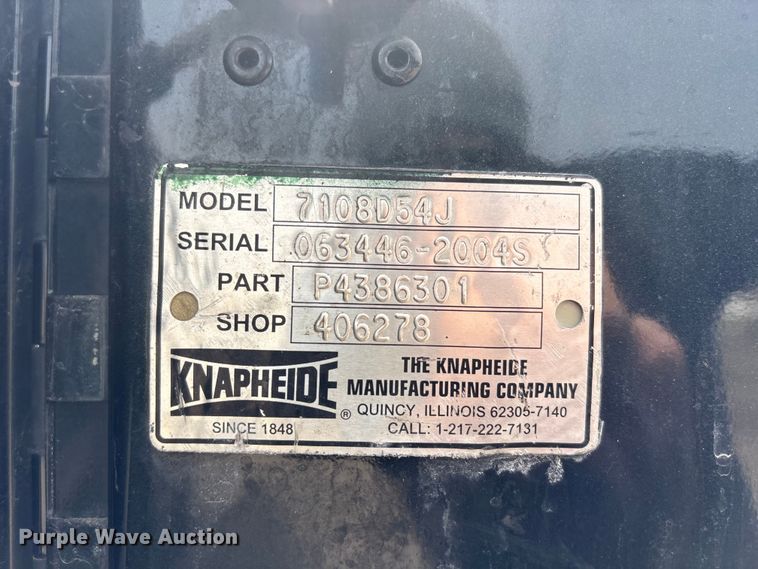 MODEL 7108D54J
SERIAL 063446-2004S
PART P4386301
SHOP 406278
KNAPHEIDE ®
SINCE 1848
THE KNAPHEIDE
MANUFACTURING COMPANY
QUINCY, ILLINOIS 62305-7140
CALL: 1-217-222-7131
Purple Wave Auction